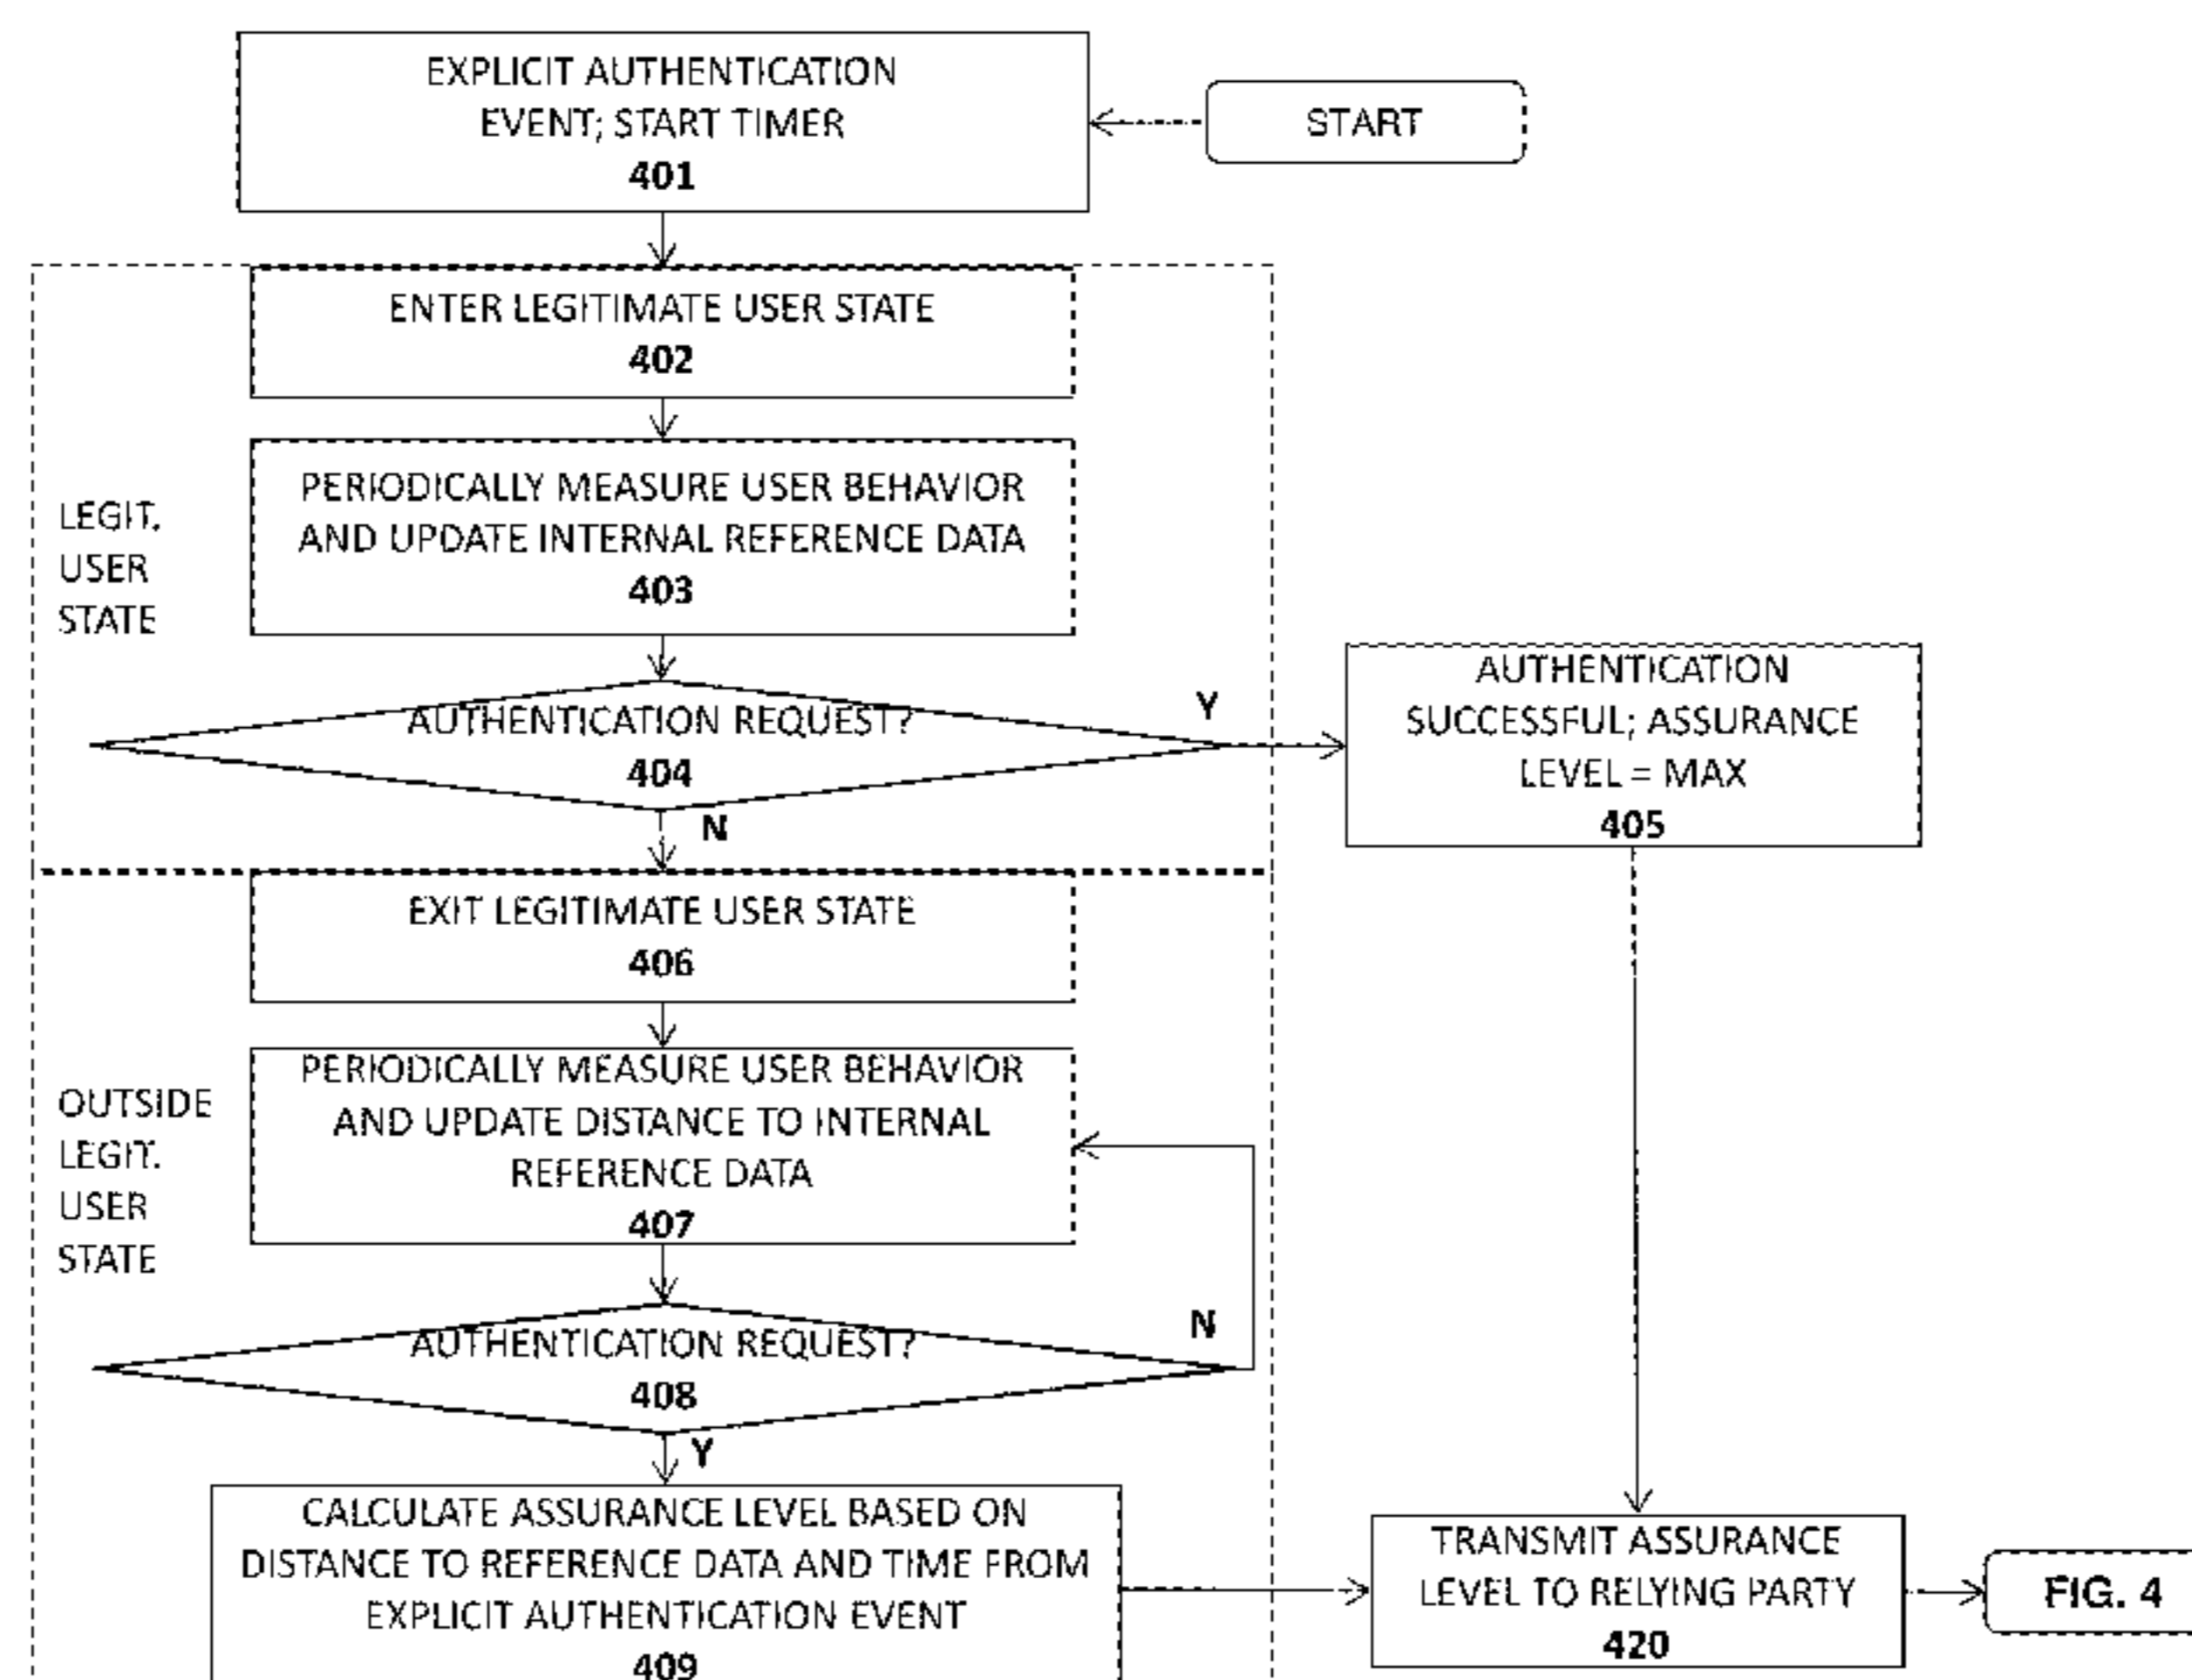 EXPLICIT AUTHENTICATION
EVENT; START TIMER
401
START
ENTER LEGITIMATE USER STATE
402
LEGIT.
USER
STATE
PERIODICALLY MEASURE USER BEHAVIOR
AND UPDATE INTERNAL REFERENCE DATA
403
AUTHENTICATION REQUEST?
404
Y
N
AUTHENTICATION
SUCCESSFUL; ASSURANCE
LEVEL = MAX
405
EXIT LEGITIMATE USER STATE
406
OUTSIDE
LEGIT.
USER
STATE
PERIODICALLY MEASURE USER BEHAVIOR
AND UPDATE DISTANCE TO INTERNAL
REFERENCE DATA
407
AUTHENTICATION REQUEST?
408
N
Y
CALCULATE ASSURANCE LEVEL BASED ON
DISTANCE TO REFERENCE DATA AND TIME FROM
EXPLICIT AUTHENTICATION EVENT
409
TRANSMIT ASSURANCE
LEVEL TO RELYING PARTY
420
FIG. 4